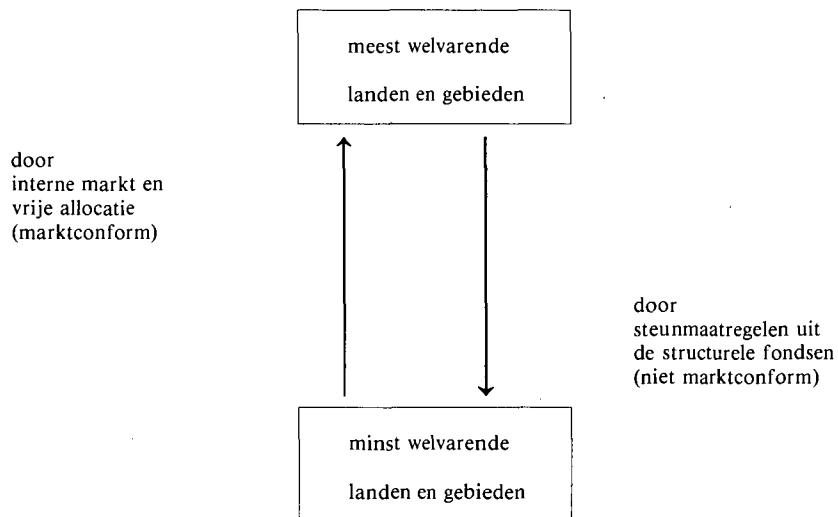 meest welvarende
landen en gebieden
door
interne markt en
vrije allocatie
(marktconform)
door
steunmaatregelen uit
de structurele fondsen
(niet marktconform)
minst welvarende
landen en gebieden